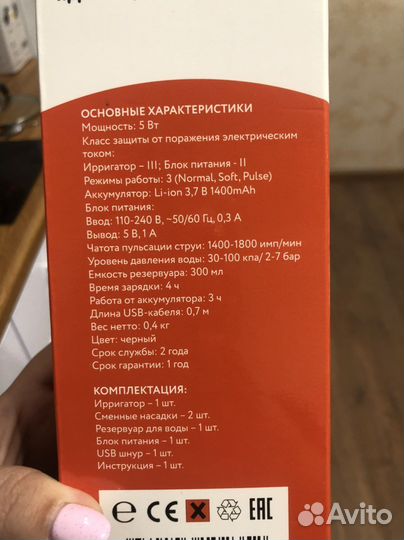 ОСНОВНЫЕ ХАРАКТЕРИСТИКИ
Мощность: 5 Вт
Класс защиты от поражения электрическим
током:
Ирригатор – III; Блок питания - II
Режимы работы: 3 (Normal, Soft, Pulse)
Аккумулятор: Li-ion 3,7 В 1400mAh
Блок питания:
Ввод: 110-240 В, ~50/60 Гц, 0,3 А
Вывод: 5 В,1 А
Чатота пульсации струи: 1400-1800 имп/мин
Уровень давления воды: 30-100 кпа/ 2-7 бар
Емкость резервуара: 300 мл
Время зарядки: 4 ч
Работа от аккумулятора: 3 ч
Длина USB-кабеля: 0,7 м
Вес нетто: 0,4 кг
Цвет: черный
Срок службы: 2 года
Срок гарантии: 1 год
КОМПЛЕКТАЦИЯ:
Ирригатор – 1 шт.
Сменные насадки – 2 шт.
Резервуар для воды – 1 шт.
Блок питания – 1 шт.
USB шнур – 1 шт.
Инструкция – 1 шт.
e CE EAC
Avito